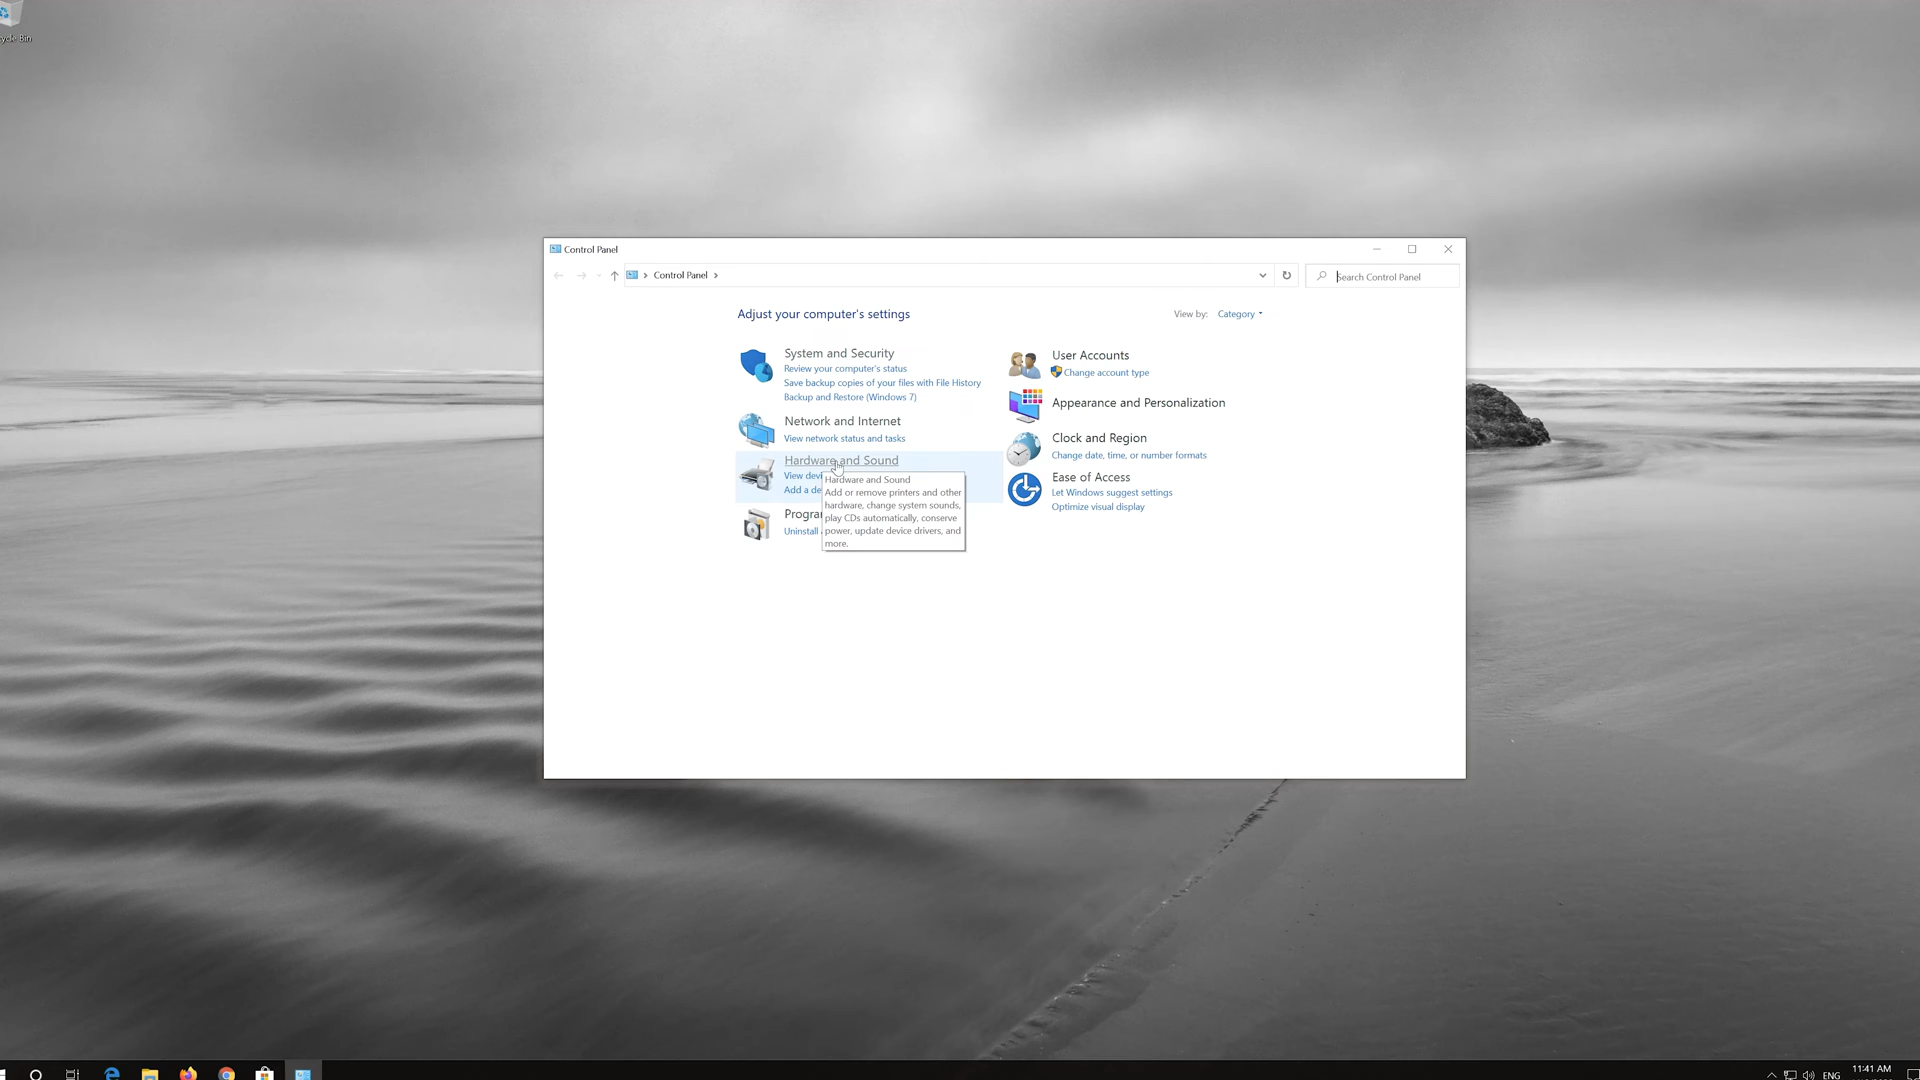 Control Panel
Control Panel
Search Control Panel
Adjust your computer's settings
View by: Category
System and Security
Review your computer's status
Save backup copies of your files with File History
Backup and Restore (Windows 7)
Network and Internet
View network status and tasks
Hardware and Sound
View devi
Add a de
Hardware and Sound
Add or remove printers and other
hardware, change system sounds,
play CDs automatically, conserve
power, update device drivers, and
more.
Progra
Uninstall
User Accounts
Change account type
Appearance and Personalization
Clock and Region
Change date, time, or number formats
Ease of Access
Let Windows suggest settings
Optimize visual display
ENG
11:41 AM